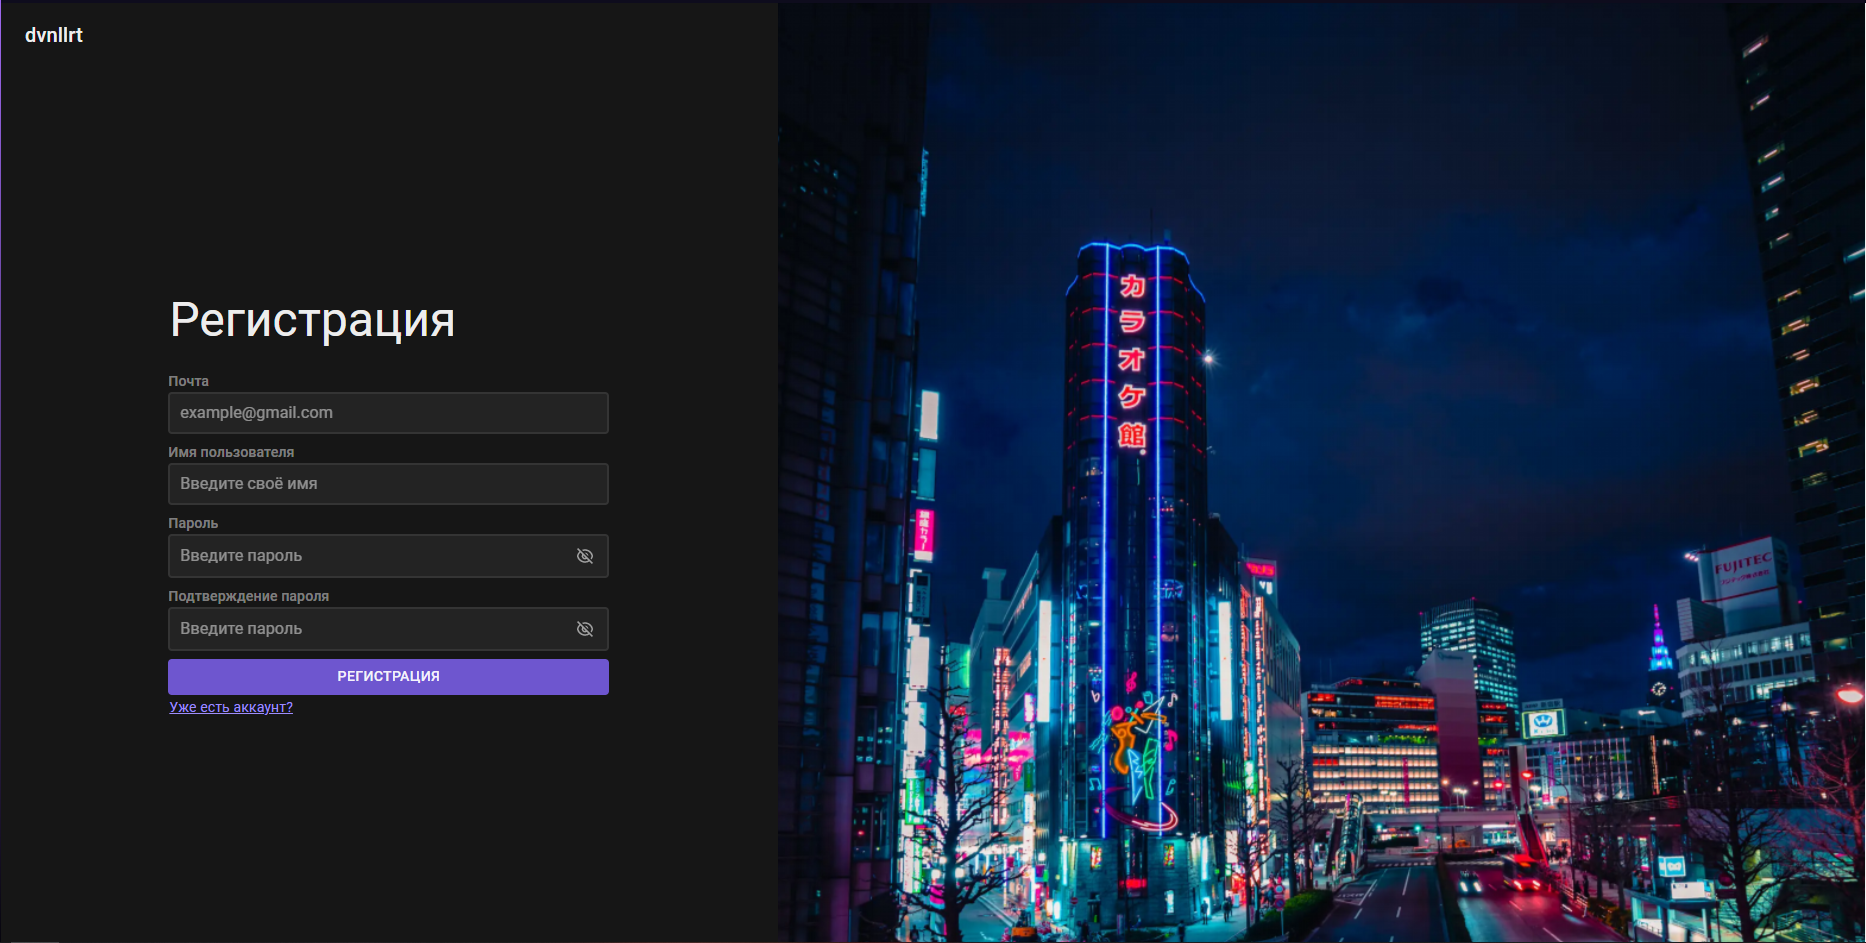 dvnllrt
Регистрация
Почта
example@gmail.com
Имя пользователя
Введите своё имя
Пароль
Введите пароль
Подтверждение пароля
Введите пароль
РЕГИСТРАЦИЯ
Уже есть аккаунт?
カラオケ館
FUJITEC